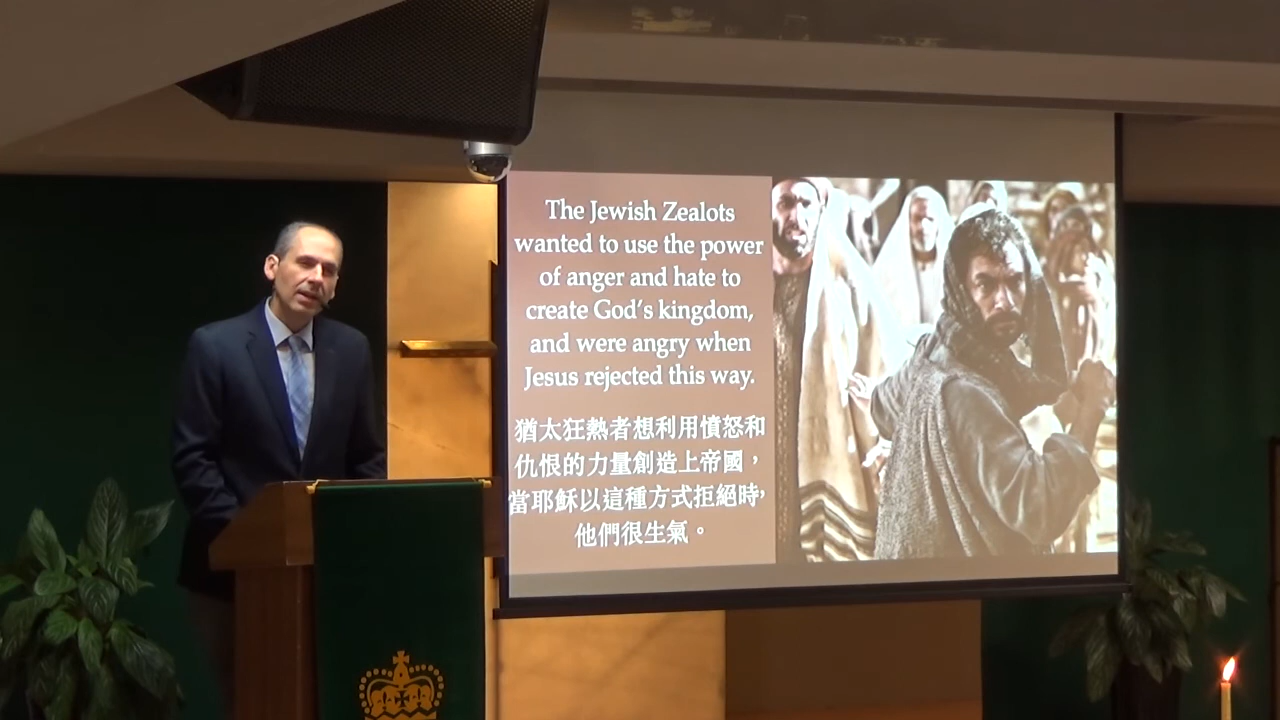 The Jewish Zealots
wanted to use the power
of anger and hate to
create God's kingdom,
and were angry when
Jesus rejected this way.
猶太狂熱者想利用憤怒和
仇恨的力量創造上帝國，
當耶穌以這種方式拒絕時，
他們很生氣。